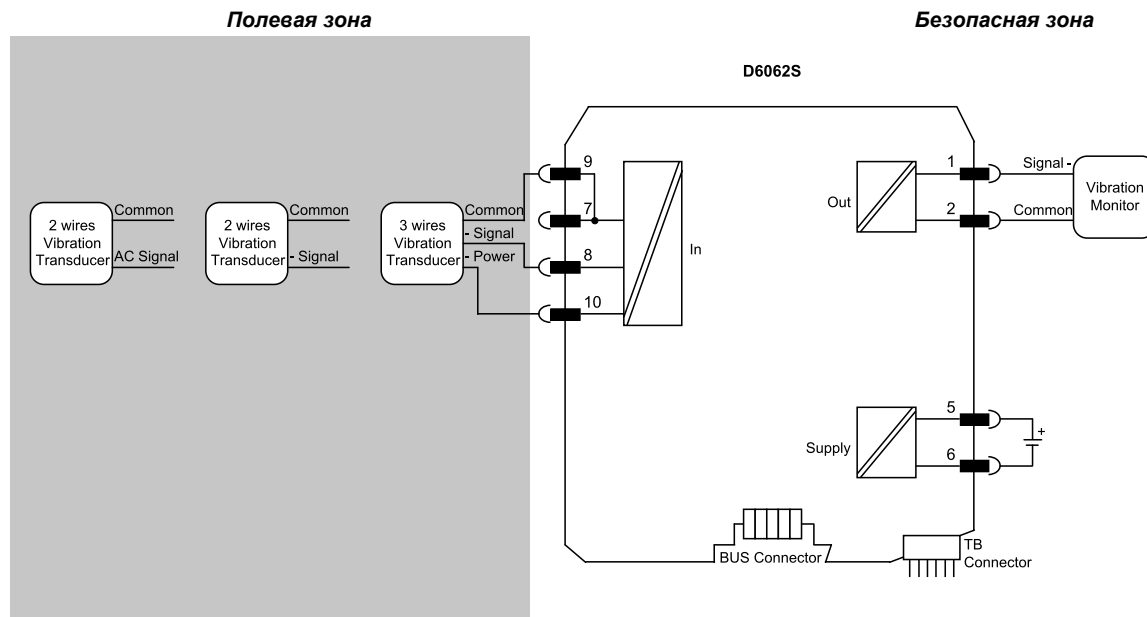 Полевая зона
Безопасная зона
D6062S
2 wires
Vibration
Transducer
Common
AC Signal
2 wires
Vibration
Transducer
Common
- Signal
3 wires
Vibration
Transducer
Common
- Signal
- Power
9
7
8
10
In
Out
1
2
Signal -
Common
Vibration
Monitor
Supply
5
6
+
BUS Connector
TB
Connector